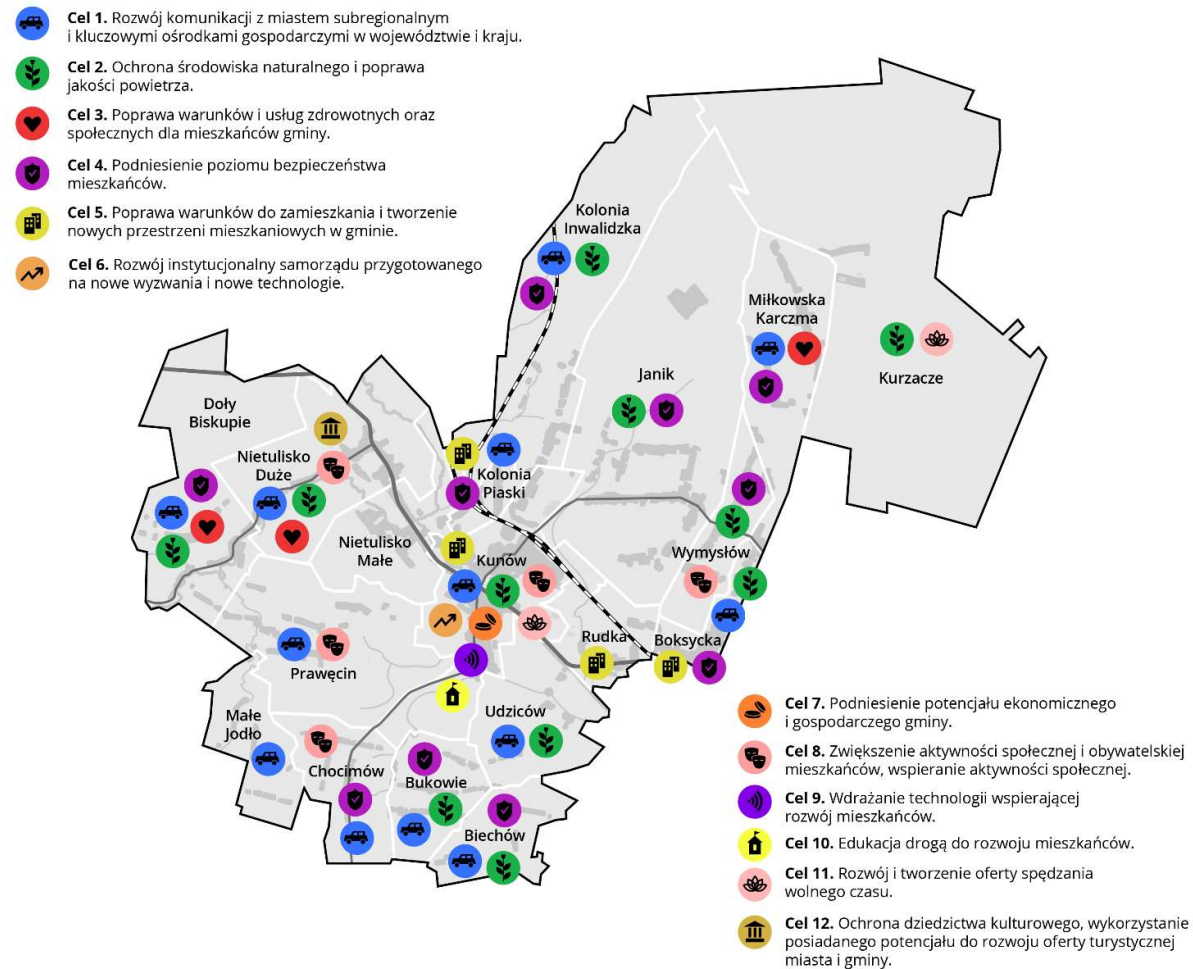 Cel 1. Rozwój komunikacji z miastem subregionalnym
i kluczowymi ośrodkami gospodarczymi w województwie i kraju.
Cel 2. Ochrona środowiska naturalnego i poprawa
jakości powietrza.
Cel 3. Poprawa warunków i usług zdrowotnych oraz
społecznych dla mieszkańców gminy.
Cel 4. Podniesienie poziomu bezpieczeństwa
mieszkańców.
Cel 5. Poprawa warunków do zamieszkania i tworzenie
nowych przestrzeni mieszkaniowych w gminie.
Cel 6. Rozwój instytucjonalny samorządu przygotowanego
na nowe wyzwania i nowe technologie.
Kolonia
Inwalidzka
Miłkowska
Karczma
Kurzacze
Janik
Doły
Biskupie
Nietulisko
Duże
Kolonia
Piaski
Nietulisko
Małe
Kunów
Wymysłów
Rudka
Boksycka
Prawęcin
Małe
Jodło
Udziców
Chocimów
Bukowie
Biechów
Cel 7. Podniesienie potencjału ekonomicznego
i gospodarczego gminy.
Cel 8. Zwiększenie aktywności społecznej i obywatelskiej
mieszkańców, wspieranie aktywności społecznej.
Cel 9. Wdrażanie technologii wspierającej
rozwój mieszkańców.
Cel 10. Edukacja drogą do rozwoju mieszkańców.
Cel 11. Rozwój i tworzenie oferty spędzania
wolnego czasu.
Cel 12. Ochrona dziedzictwa kulturowego, wykorzystanie
posiadanego potencjału do rozwoju oferty turystycznej
miasta i gminy.